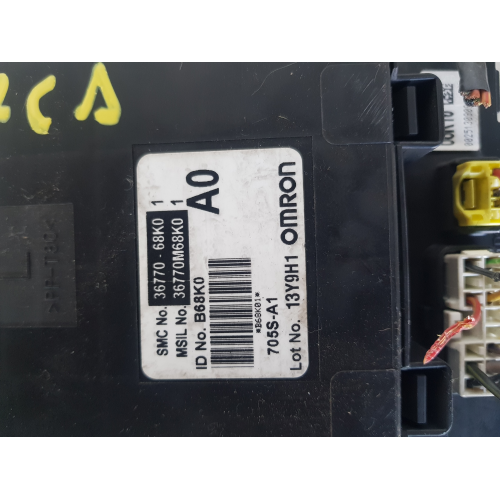 SMC No. 36770-68K0 1
MSIL No. 36770M68K0 1
ID No. B68K0
A0
*B68K01*
705S-A1
Lot No. 13Y9H1 OMRON